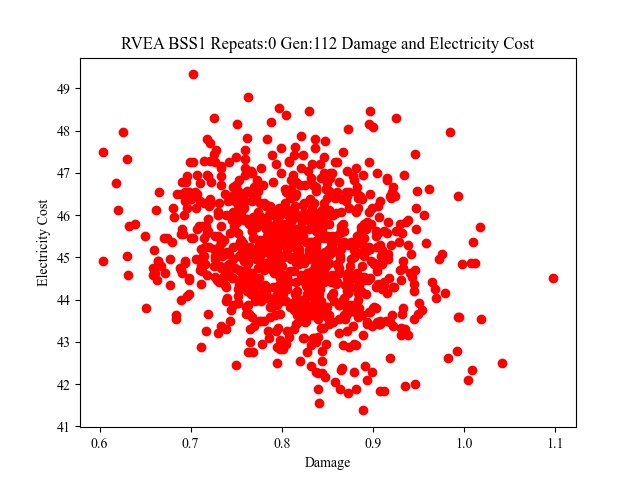 RVEA BSS1 Repeats:0 Gen:112 Damage and Electricity Cost
49
48
47
46
45
44
43
42
41
Electricity Cost
0.6 0.7 0.8 0.9 1.0 1.1
Damage